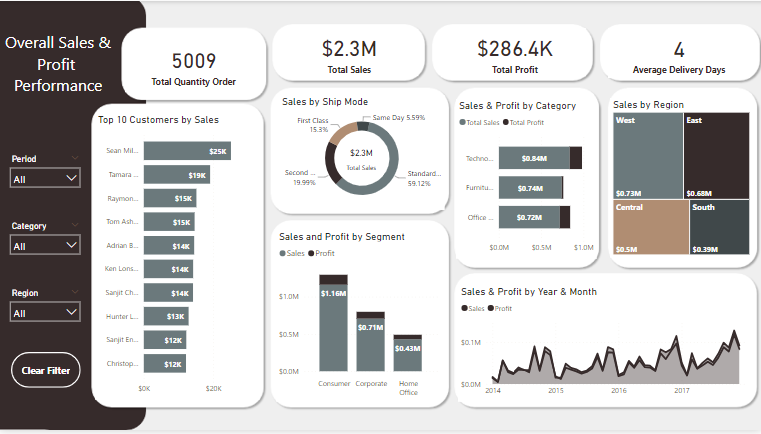 Overall Sales &
Profit
Performance
Period
All
Category
All
Region
All
Clear Filter
5009
Total Quantity Order
$2.3M
Total Sales
$286.4K
Total Profit
4
Average Delivery Days
Top 10 Customers by Sales
Sean Mil... $25K
Tamara ... $19K
Raymon... $15K
Tom Ash... $15K
Adrian B... $14K
Ken Lons... $14K
Sanjit Ch... $14K
Hunter L... $13K
Sanjit En... $12K
Christop... $12K
$0K $20K
Sales by Ship Mode
First Class
15.3%
Same Day 5.59%
$2.3M
Total Sales
Second ...
19.99%
Standard...
59.12%
Sales and Profit by Segment
Sales Profit
$1.0M
$0.5M
$0.0M
$1.16M
$0.71M
$0.43M
Consumer Corporate Home
Office
Sales & Profit by Category
Total Sales Total Profit
Techno... $0.84M
Furnitu... $0.74M
Office ... $0.72M
$0.0M $0.5M $1.0M
Sales by Region
West
$0.73M
East
$0.68M
Central
$0.5M
South
$0.39M
Sales & Profit by Year & Month
Sales Profit
$0.1M
$0.0M
2014 2015 2016 2017